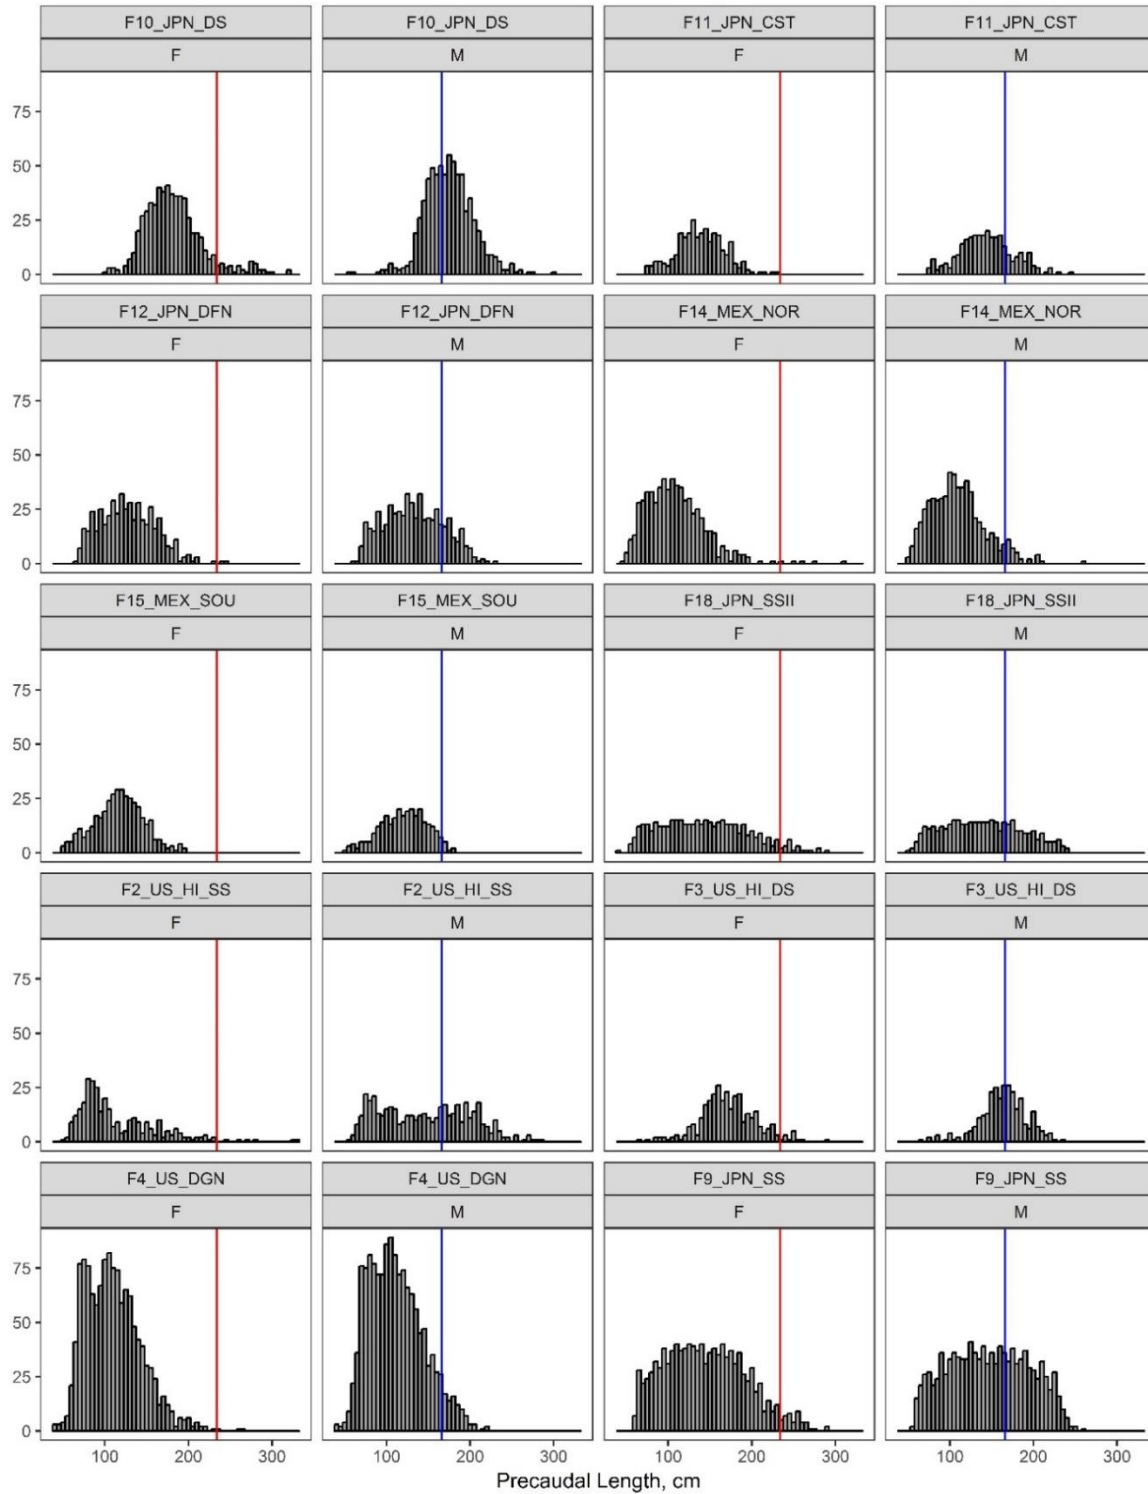 F10_JPN_DS F10_JPN_DS F11_JPN_CST F11_JPN_CST
F M F M
75
50
25
0
F12_JPN_DFN F12_JPN_DFN F14_MEX_NOR F14_MEX_NOR
F M F M
75
50
25
0
F15_MEX_SOU F15_MEX_SOU F18_JPN_SSII F18_JPN_SSII
F M F M
75
50
25
0
F2_US_HI_SS F2_US_HI_SS F3_US_HI_DS F3_US_HI_DS
F M F M
75
50
25
0
F4_US_DGN F4_US_DGN F9_JPN_SS F9_JPN_SS
F M F M
75
50
25
0
100 200 300 100 200 300 100 200 300 100 200 300
Precaudal Length, cm